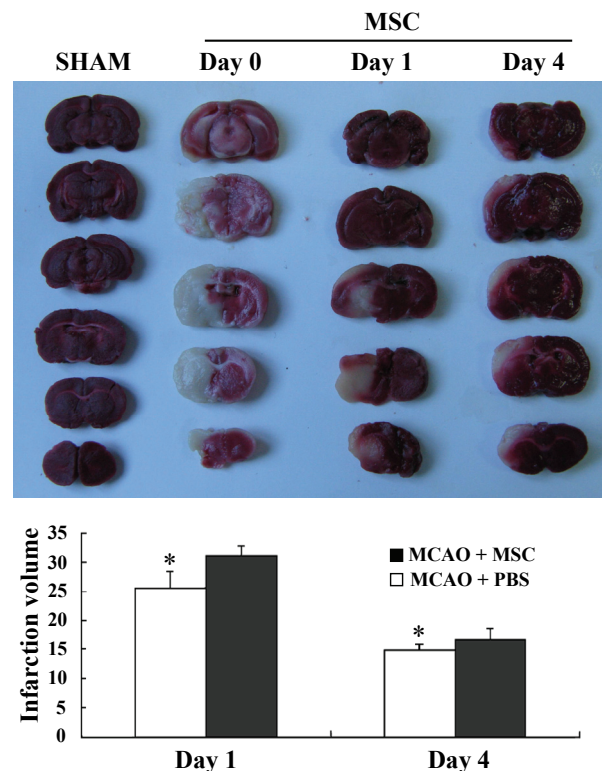 MSC
SHAM Day 0 Day 1 Day 4
Infarction volume
35
30
25
20
15
10
5
0
*
*
MCAO + MSC
MCAO + PBS
Day 1 Day 4